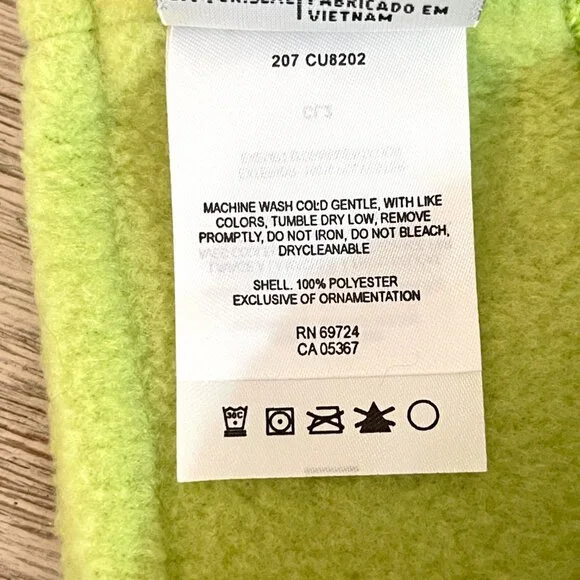 FABRICADO EM
VIETNAM
207 CU8202
MACHINE WASH COLD GENTLE, WITH LIKE
COLORS, TUMBLE DRY LOW, REMOVE
PROMPTLY, DO NOT IRON, DO NOT BLEACH,
DRYCLEANABLE
SHELL. 100% POLYESTER
EXCLUSIVE OF ORNAMENTATION
RN 69724
CA 05367
30C